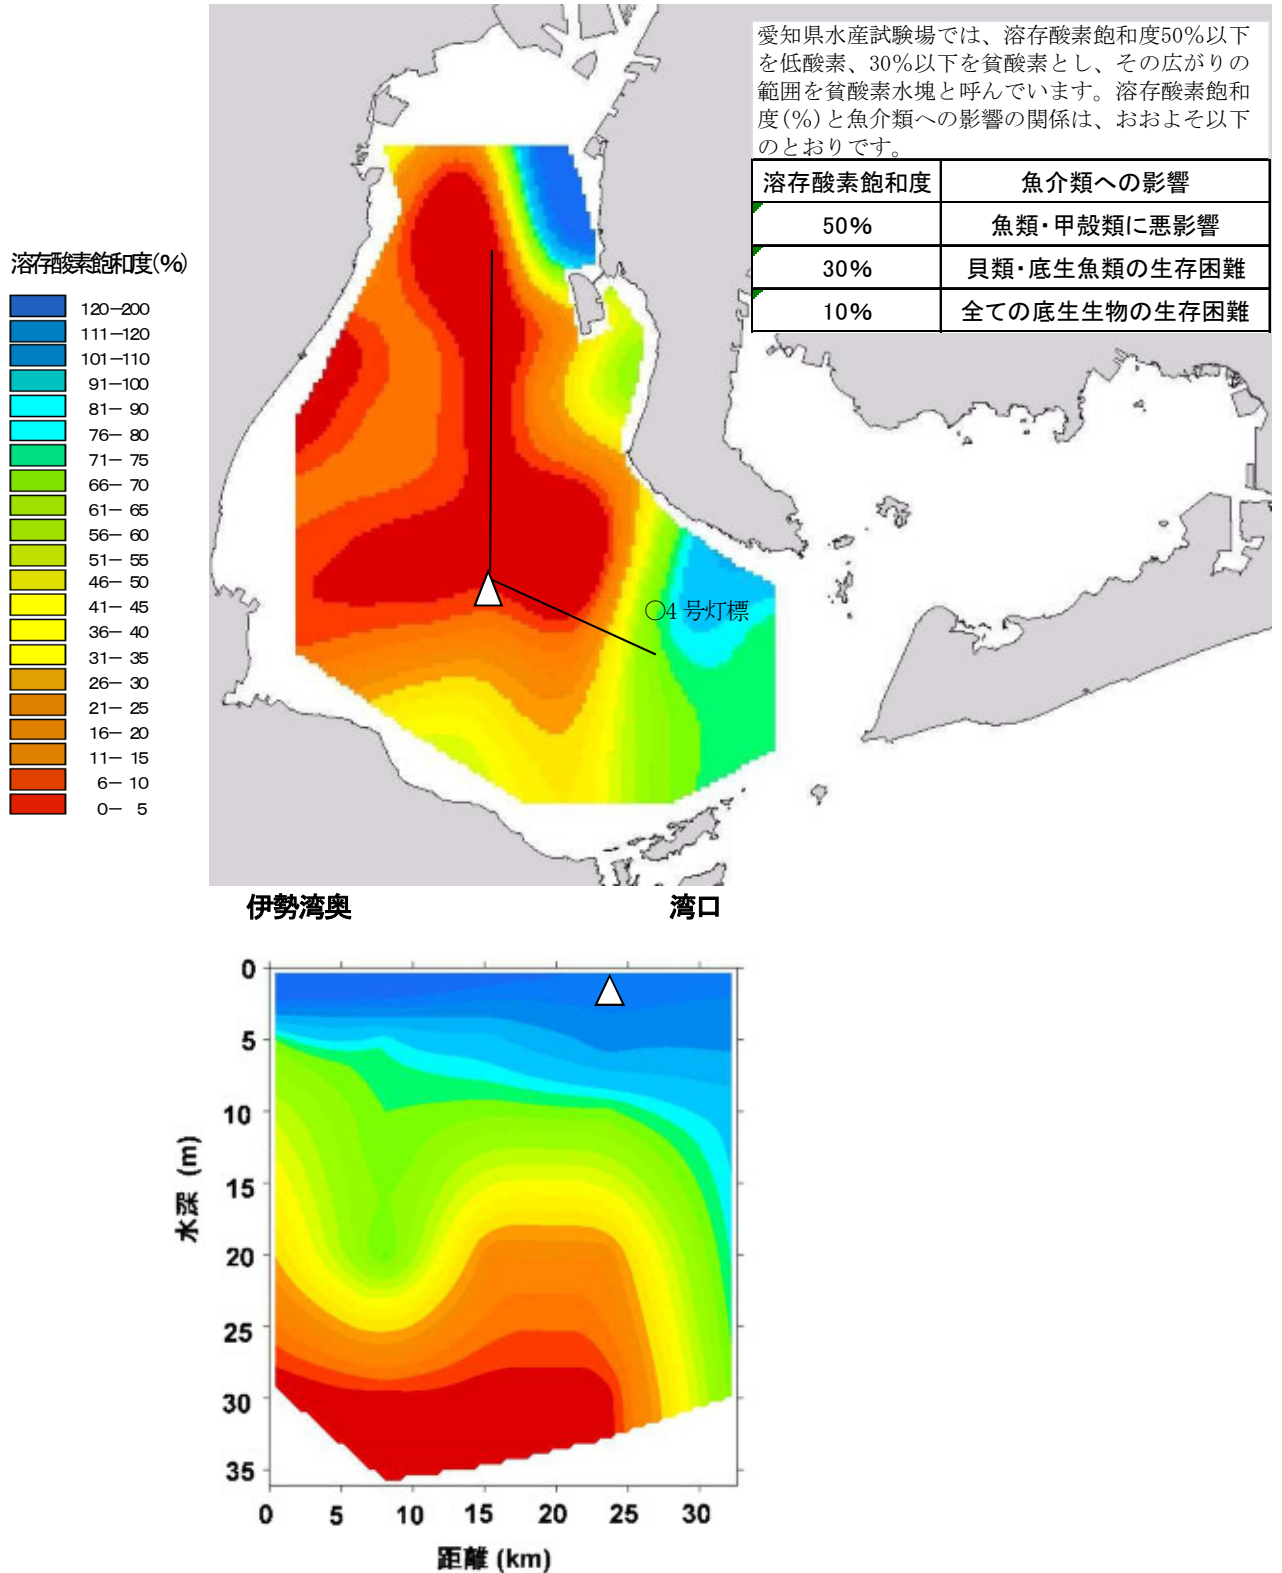 愛知県水産試験場では、溶存酸素飽和度50%以下
を低酸素、30%以下を貧酸素とし、その広がりの
範囲を貧酸素水塊と呼んでいます。溶存酸素飽和
度(%)と魚介類への影響の関係は、おおよそ以下
のとおりです。
溶存酸素飽和度 魚介類への影響
50% 魚類・甲殻類に悪影響
30% 貝類・底生魚類の生存困難
10% 全ての底生生物の生存困難
溶存酸素飽和度(%)
120-200
111-120
101-110
91-100
81- 90
76- 80
71- 75
66- 70
61- 65
56- 60
51- 55
46- 50
41- 45
36- 40
31- 35
26- 30
21- 25
16- 20
11- 15
6- 10
0- 5
○4 号灯標
伊勢湾奥 湾口
0
5
10
15
20
25
30
35
水深 (m)
0 5 10 15 20 25 30
距離 (km)